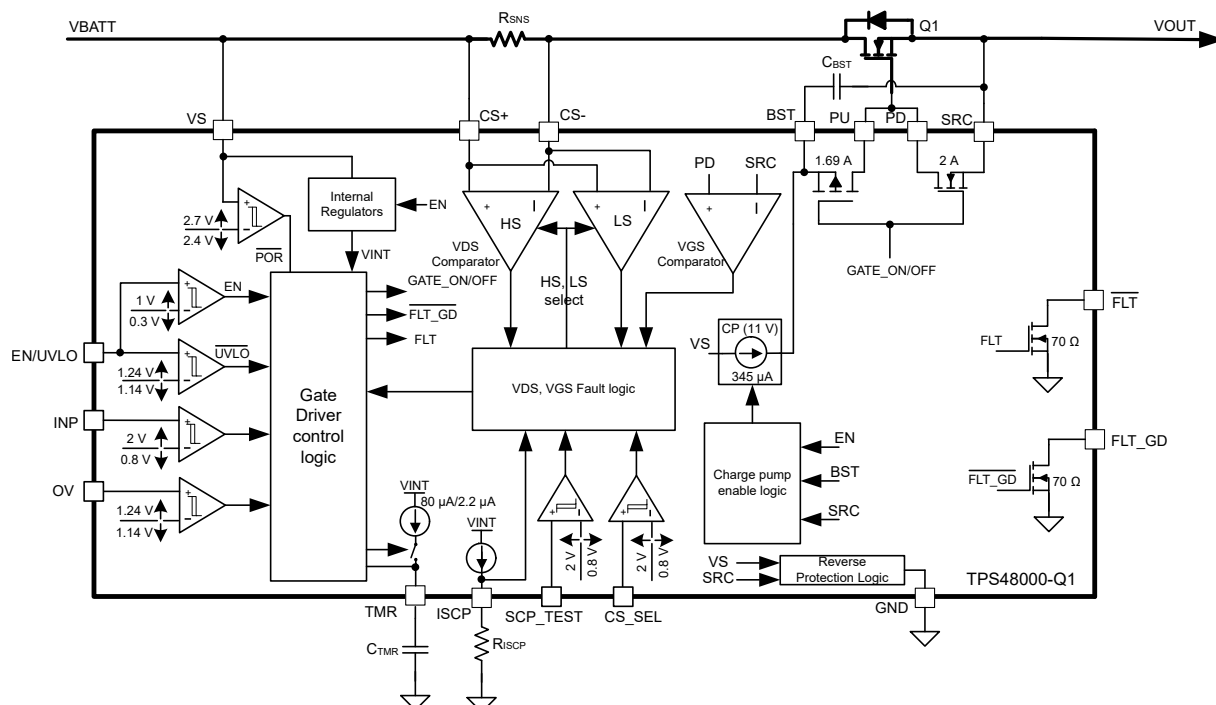 VBATT
RSNS
Q1
VOUT
CBST
VS
CS+
CS-
BST
PU
PD
SRC
1.69 A
2 A
PD
SRC
Internal
Regulators
EN
+
HS
+
LS
VDS
Comparator
VGS
Comparator
+
2.7 V
2.4 V
POR
VINT
GATE_ON/OFF
GATE_ON/OFF
FLT_GD
FLT
HS, LS
select
EN
1 V
0.3 V
EN/UVLO
UVLO
1.24 V
1.14 V
INP
2 V
0.8 V
OV
1.24 V
1.14 V
Gate
Driver
control
logic
VDS, VGS Fault logic
CP (11 V)
VS
345 µA
FLT
FLT
70 Ω
FLT_GD
FLT_GD
70 Ω
Charge pump
enable logic
EN
BST
SRC
VINT
80 µA/2.2 µA
VINT
2 V
0.8 V
2 V
0.8 V
VS
SRC
Reverse
Protection Logic
TPS48000-Q1
TMR
ISCP
SCP_TEST
CS_SEL
GND
CTMR
RISCP